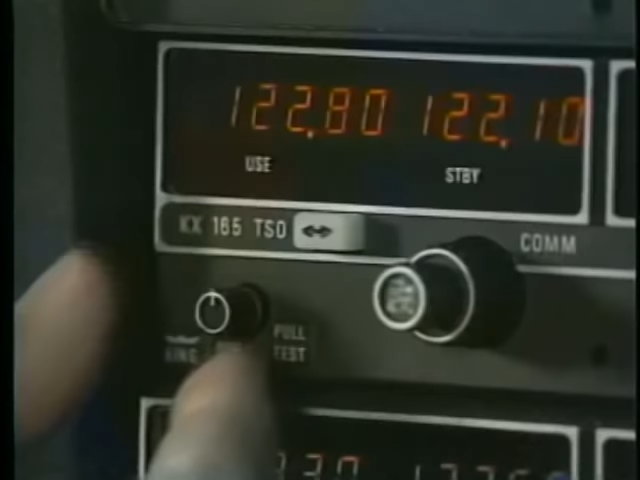 122.80 122.10
USE STBY
KX 165 TSO COMM
PULL
TEST